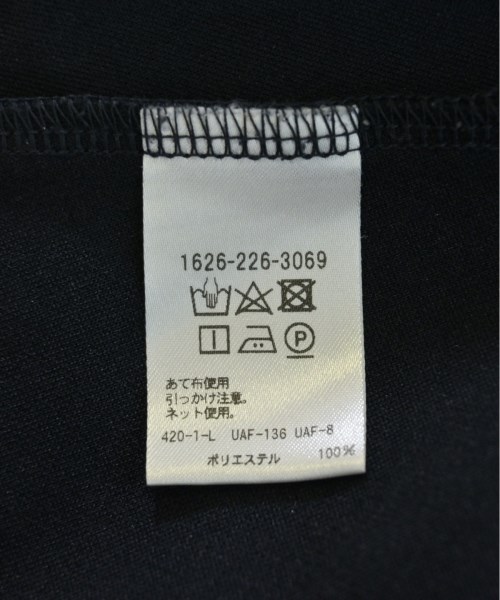 1626-226-3069
P
あて布使用
引っかけ注意。
ネット使用。
420-1-L UAF-136 UAF-8
ポリエステル 100%